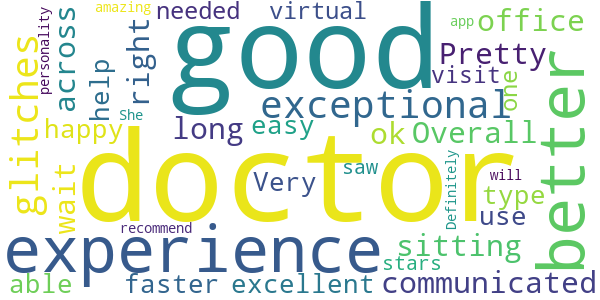 amazing
needed
virtual
app
office
good
personality
glitches
across
help
right
Pretty
visit
one
better
exceptional
She
happy
long
easy
ok
Overall
doctor
wait
Very
saw
Definitely
will
type
use
recommend
experience
sitting
stars
able
faster
excellent
communicated